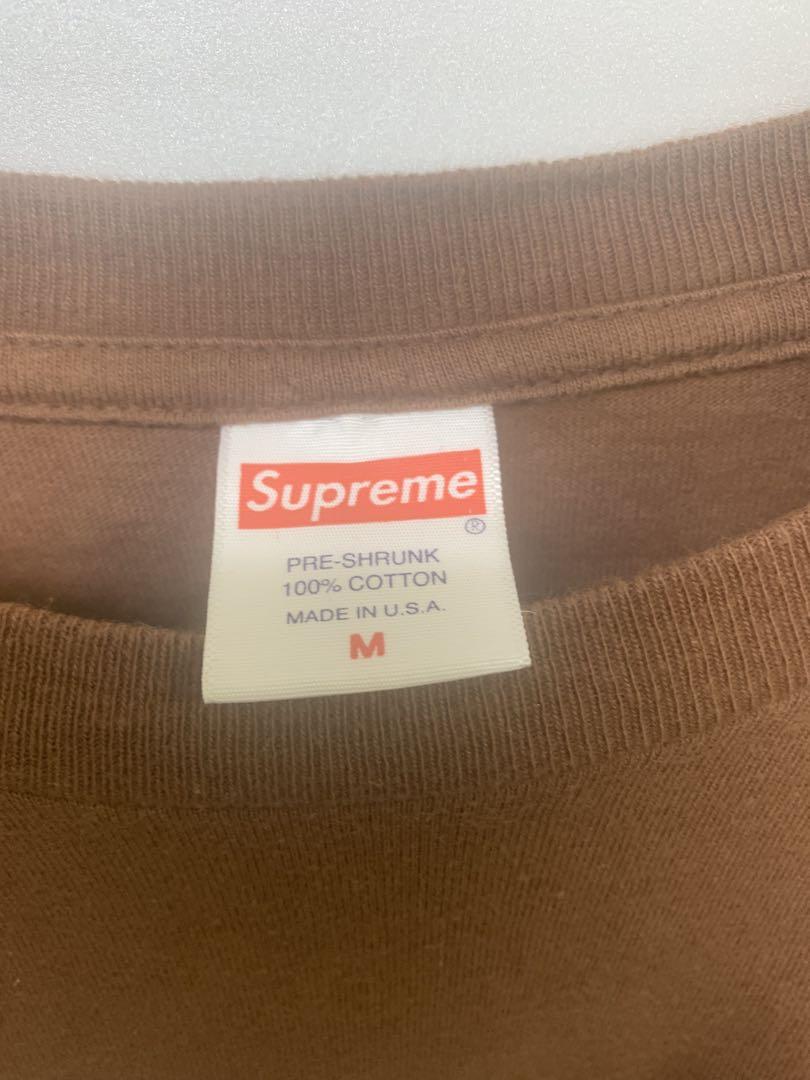 Supreme
®
PRE-SHRUNK
100% COTTON
MADE IN U.S.A.
M